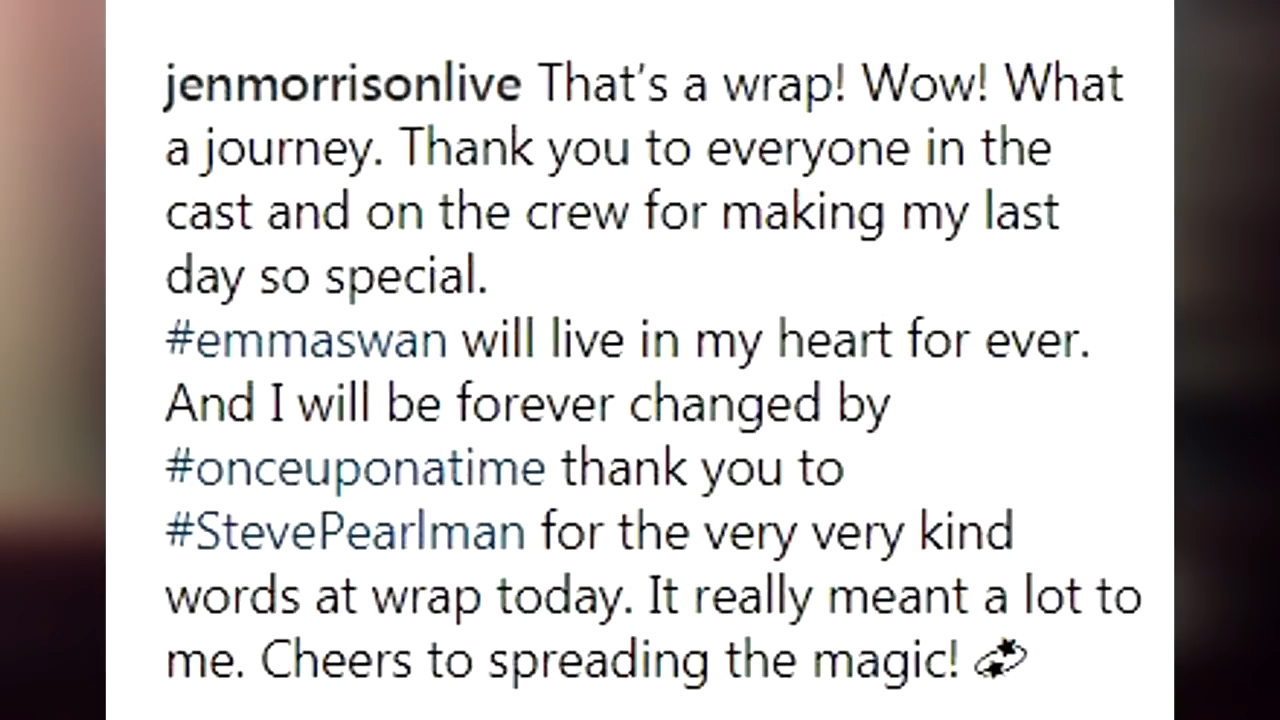 jenmorrisonlive That's a wrap! Wow! What
a journey. Thank you to everyone in the
cast and on the crew for making my last
day so special.
#emmaswan will live in my heart for ever.
And I will be forever changed by
#onceuponatime thank you to
#StevePearlman for the very very kind
words at wrap today. It really meant a lot to
me. Cheers to spreading the magic! 💫